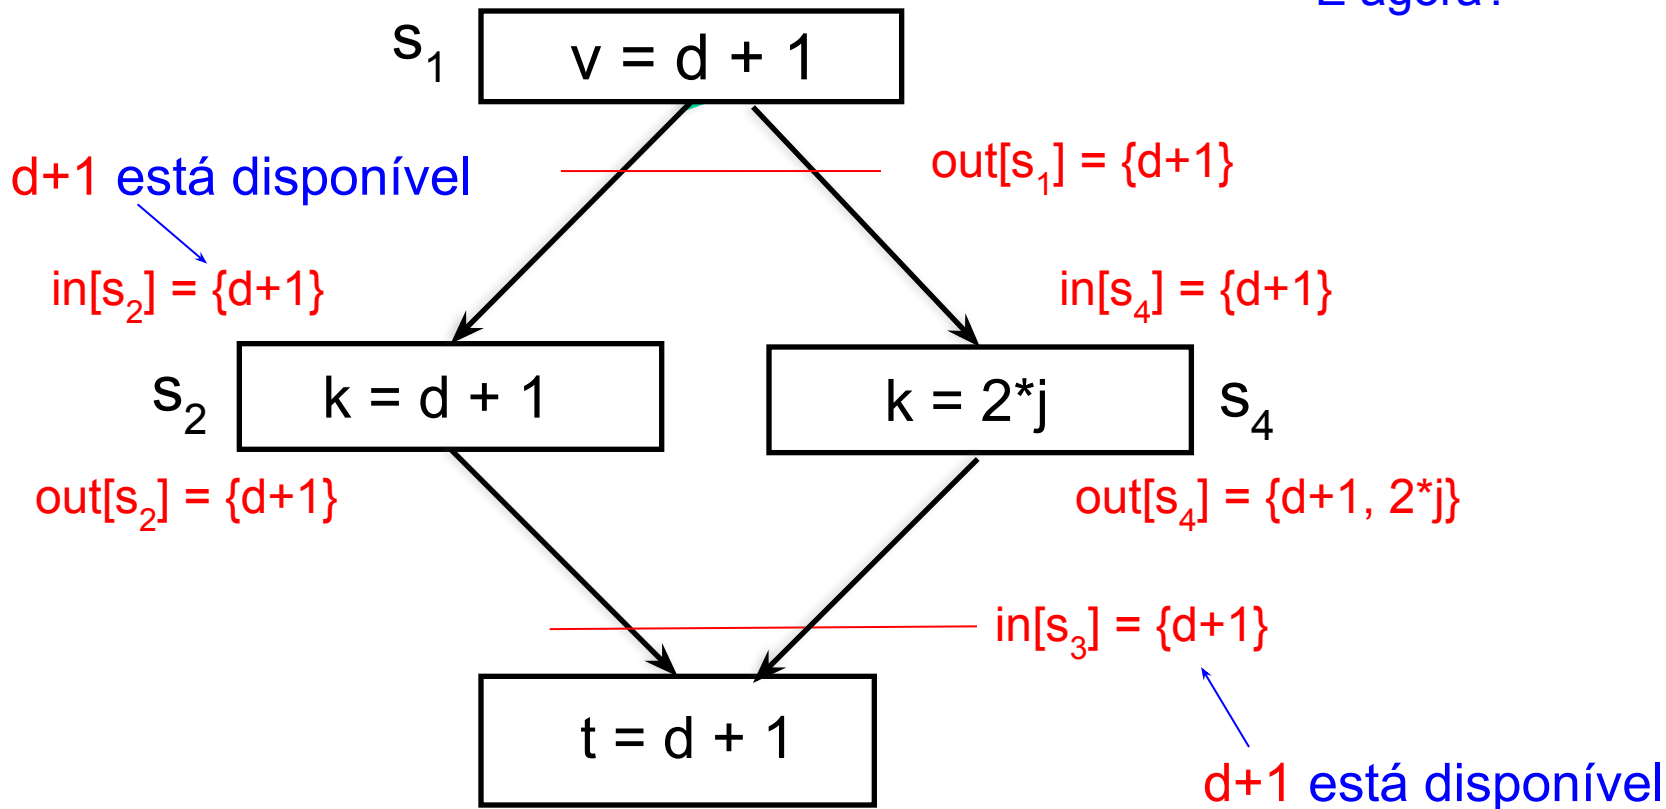 E agora?
s1
v = d + 1
d+1 está disponível
out[s1] = {d+1}
in[s2] = {d+1}
in[s4] = {d+1}
s2
k = d + 1
k = 2*j
s4
out[s2] = {d+1}
out[s4] = {d+1, 2*j}
in[s3] = {d+1}
t = d + 1
d+1 está disponível